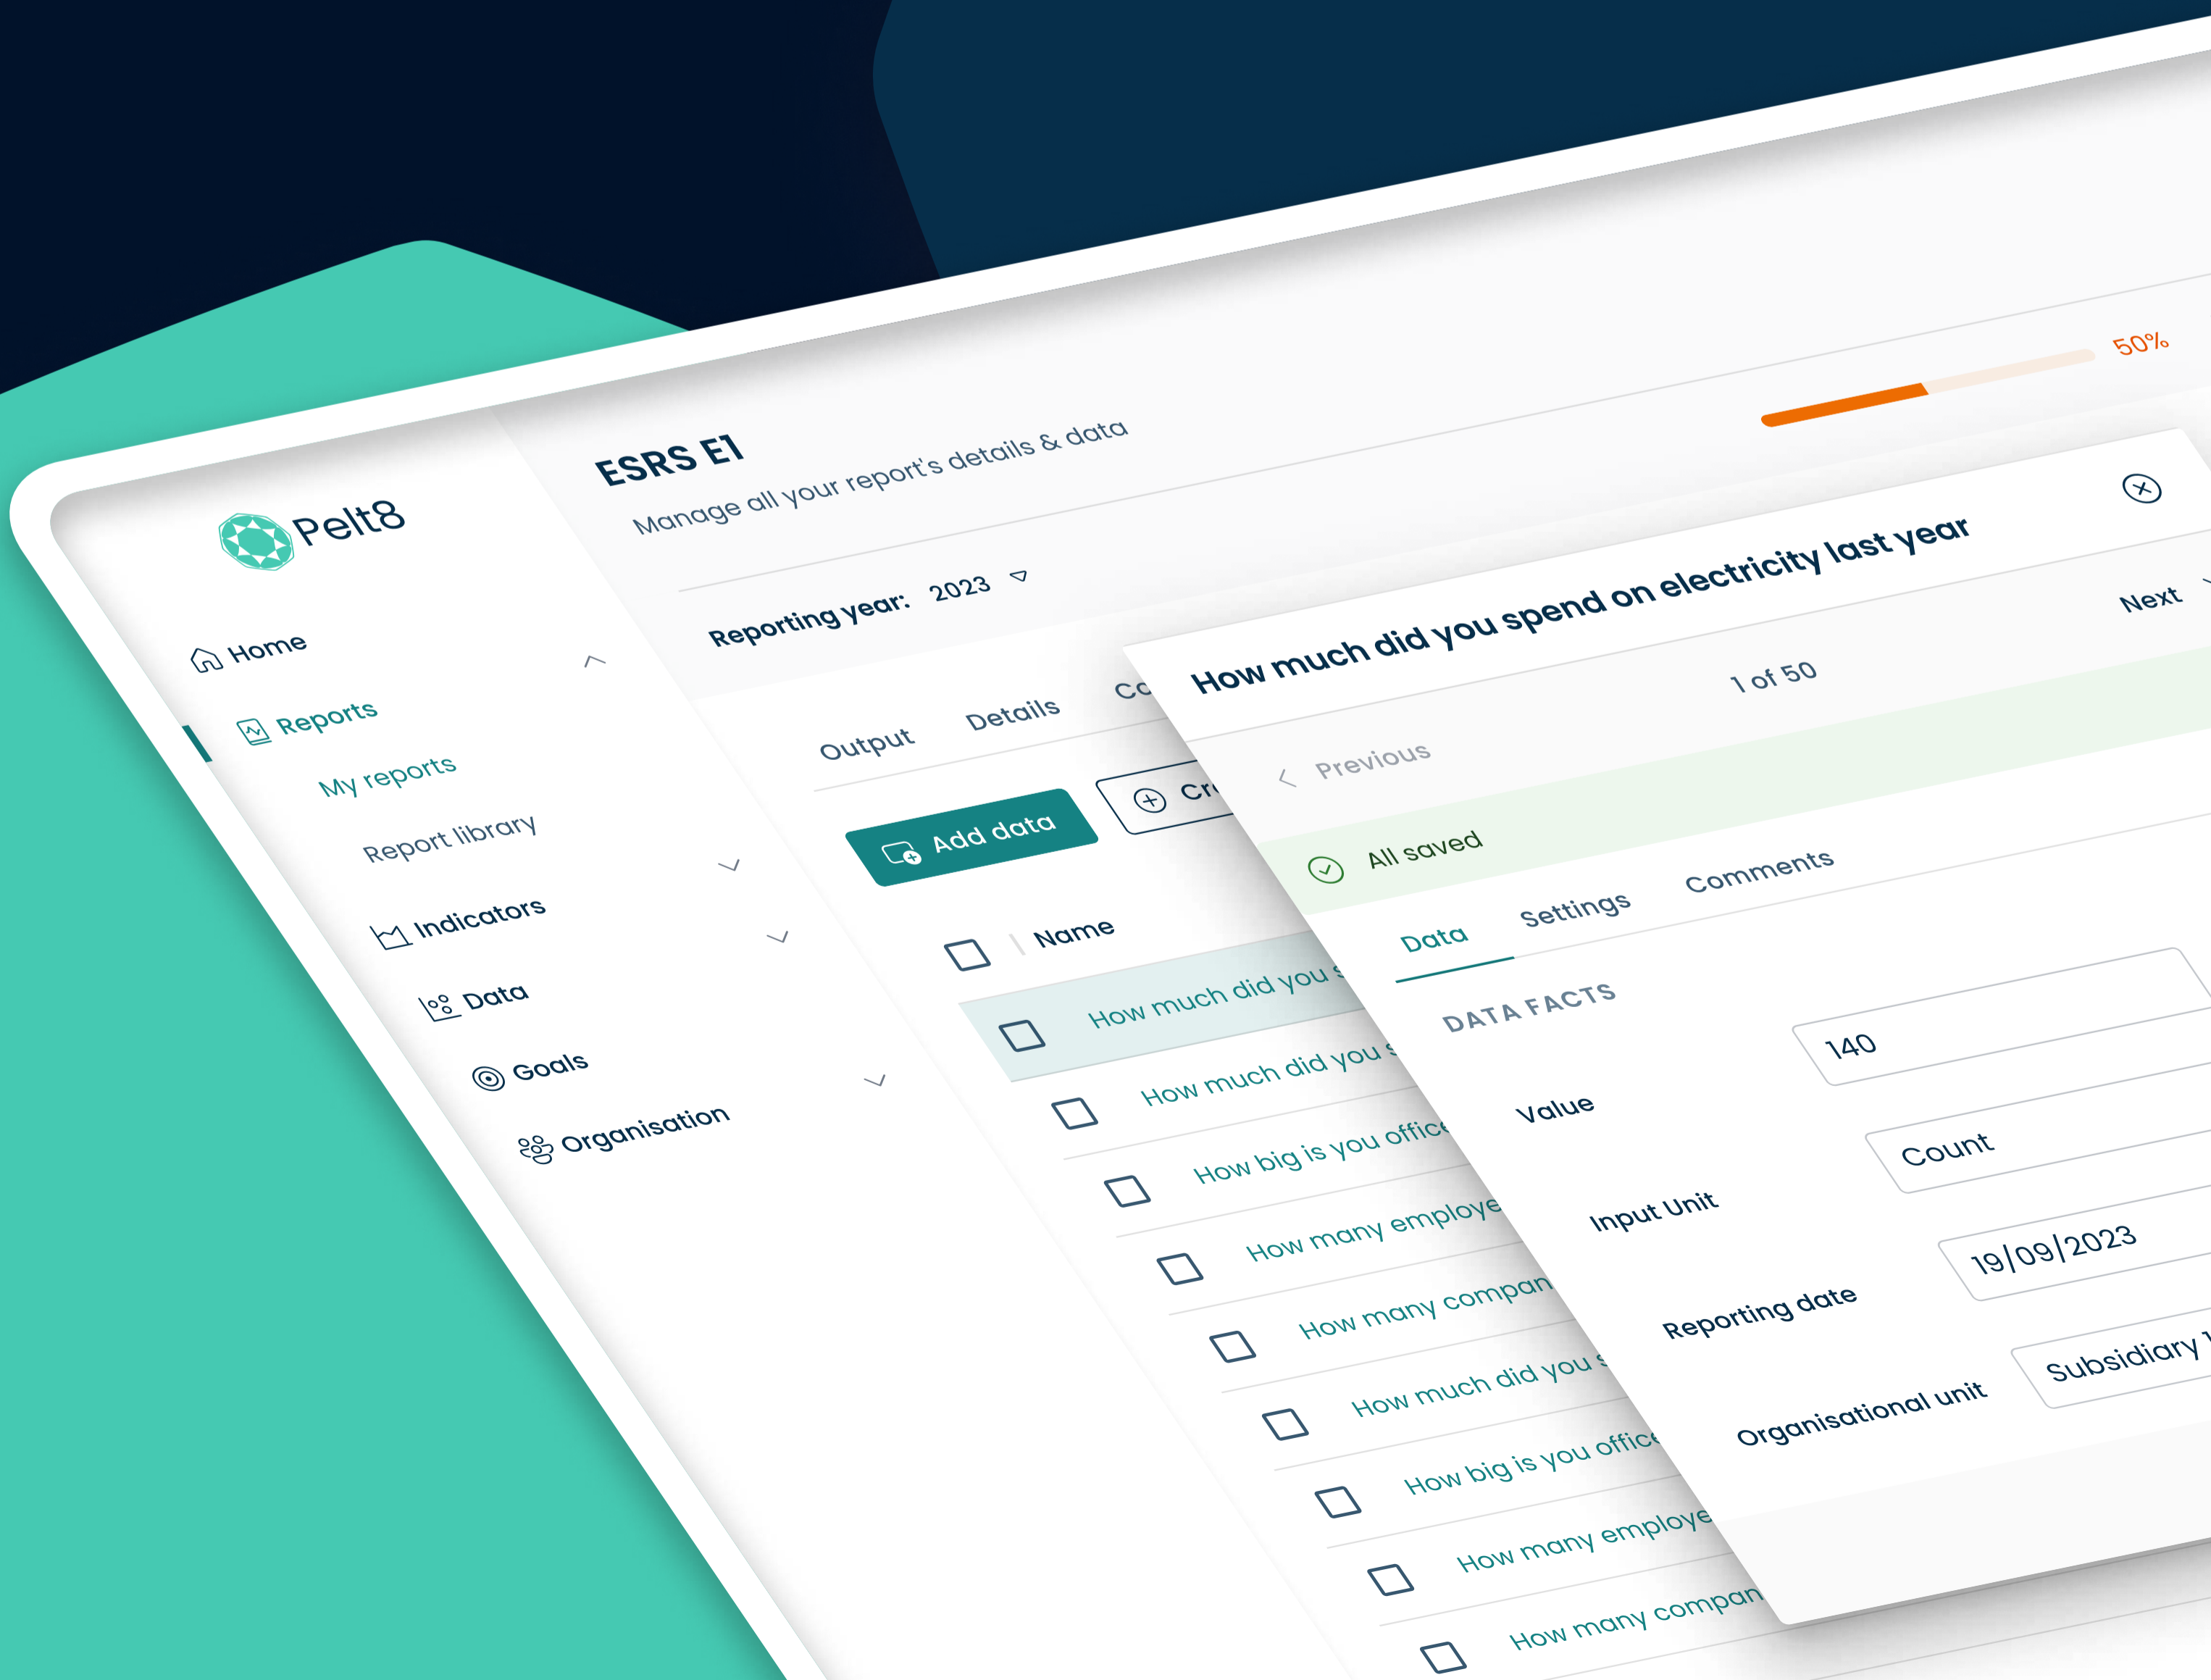 Pelt8
Home
Reports
My reports
Report library
Indicators
Data
Goals
Organisation
ESRS E1
Manage all your report's details & data
Reporting year: 2023
50%
Output Details
Add data
Name
How much did you
How much did you
How big is you office
How many
How many
How much did you
How big is you office
How many
How many
How much did you spend on electricity last year
Previous 1 of 50 Next
All saved
Data Settings Comments
DATA FACTS
Value 140
Input Unit Count
Reporting date 19/09/2023
Organisational unit Subsidiary